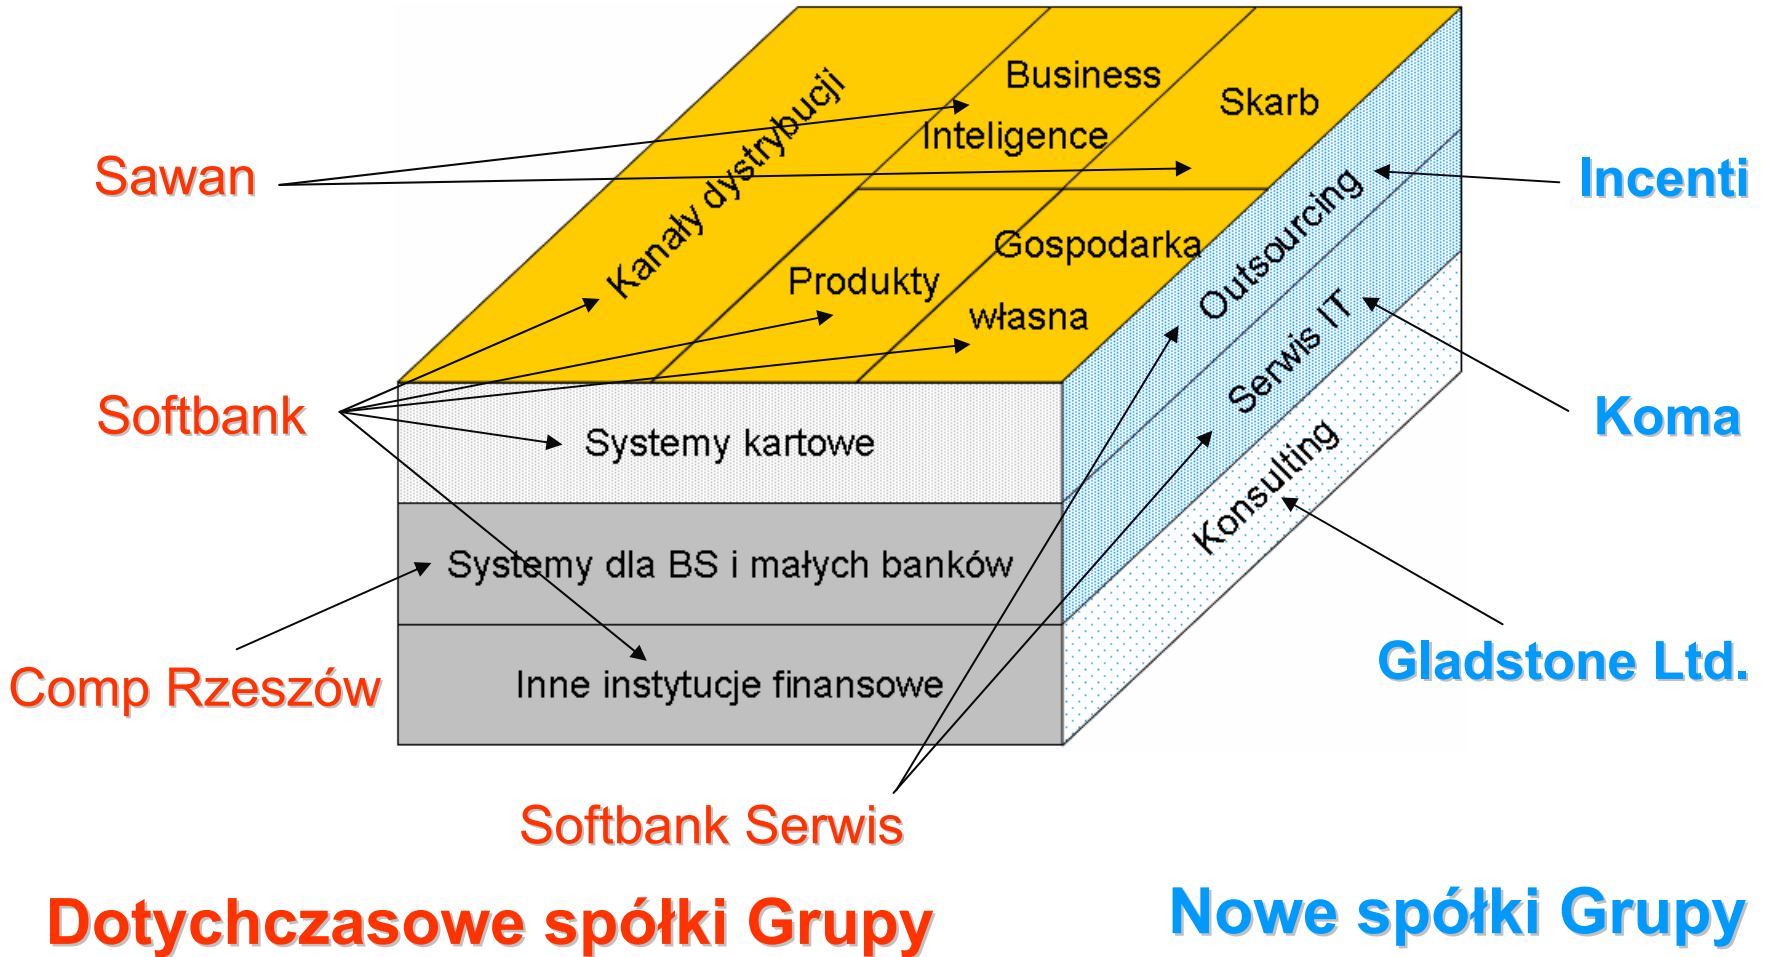 Business
Inteligence
Skarb
Kanały dystrybucji
Sawan
Incenti
Outsourcing
Gospodarka
własna
Produkty
Serwis IT
Softbank
Koma
Systemy kartowe
Konsulting
Systemy dla BS i małych banków
Comp Rzeszów
Gladstone Ltd.
Inne instytucje finansowe
Softbank Serwis
Dotychczasowe spółki Grupy
Nowe spółki Grupy